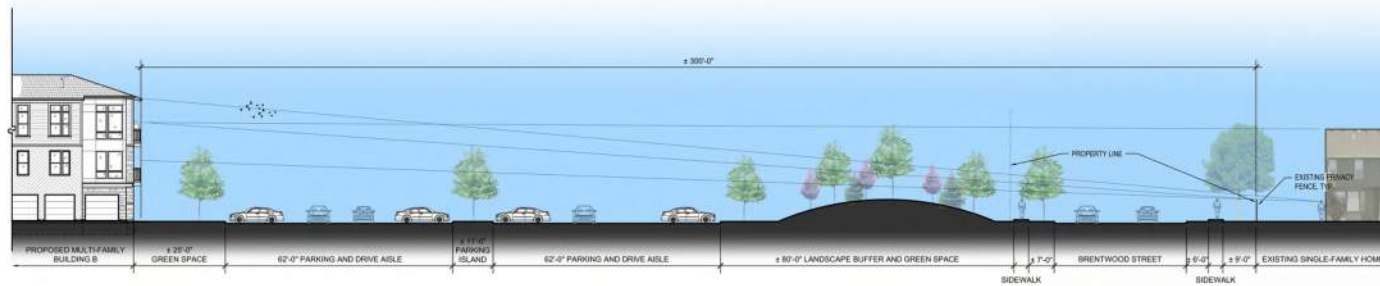 ± 300'-0"
PROPERTY LINE
EXISTING PRIVACY
FENCE, TYP.
PROPOSED MULTI-FAMILY
BUILDING B
± 25'-0"
GREEN SPACE
62'-0" PARKING AND DRIVE AISLE
± 11'-0"
PARKING
ISLAND
62'-0" PARKING AND DRIVE AISLE
± 80'-0" LANDSCAPE BUFFER AND GREEN SPACE
SIDEWALK
± 7'-0"
BRENTWOOD STREET
± 6'-0"
SIDEWALK
± 9'-0"
EXISTING SINGLE-FAMILY HOME